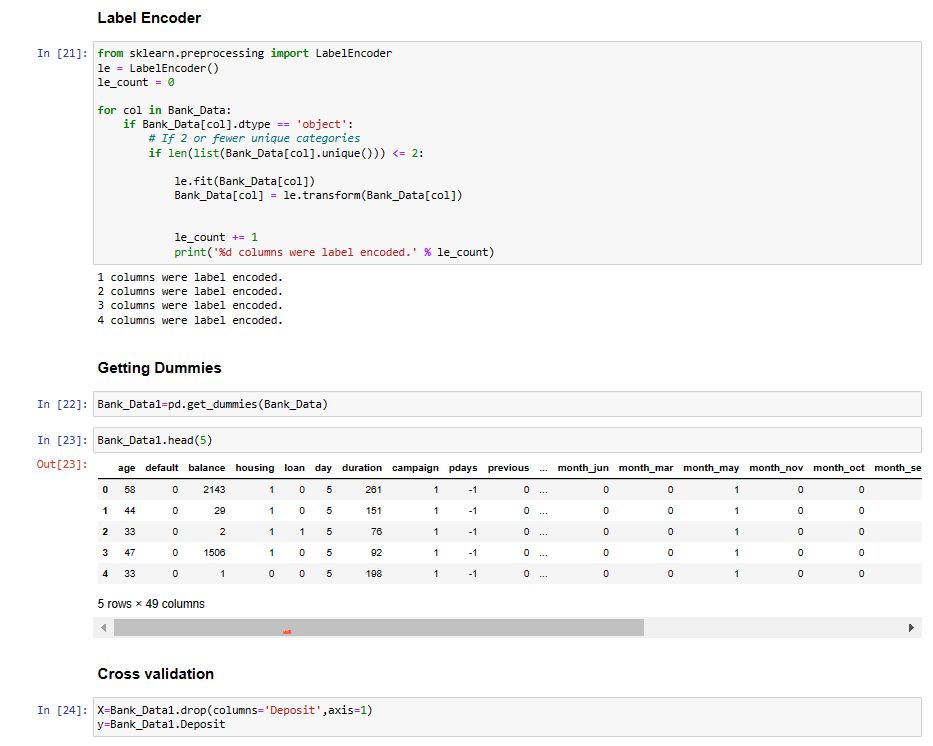 Label Encoder
In [21]: from sklearn.preprocessing import LabelEncoder
le = LabelEncoder()
le_count = 0
for col in Bank_Data:
if Bank_Data[col].dtype == 'object':
# If 2 or fewer unique categories
if len(list(Bank_Data[col].unique())) <= 2:
le.fit(Bank_Data[col])
Bank_Data[col] = le.transform(Bank_Data[col])
le_count += 1
print('%d columns were label encoded.' % le_count)
1 columns were label encoded.
2 columns were label encoded.
3 columns were label encoded.
4 columns were label encoded.
Getting Dummies
In [22]: Bank_Data1=pd.get_dummies(Bank_Data)
In [23]: Bank_Data1.head(5)
Out[23]:
age default balance housing loan day duration campaign pdays previous ... month_jun month_mar month_may month_nov month_oct month_se
0 58 0 2143 1 0 5 261 1 -1 0 ... 0 0 1 0 0
1 44 0 29 1 0 5 151 1 -1 0 ... 0 0 1 0 0
2 33 0 2 1 1 5 76 1 -1 0 ... 0 0 1 0 0
3 47 0 1506 1 0 5 92 1 -1 0 ... 0 0 1 0 0
4 33 0 1 0 0 5 198 1 -1 0 ... 0 0 1 0 0
5 rows × 49 columns
Cross validation
In [24]: X=Bank_Data1.drop(columns='Deposit',axis=1)
y=Bank_Data1.Deposit